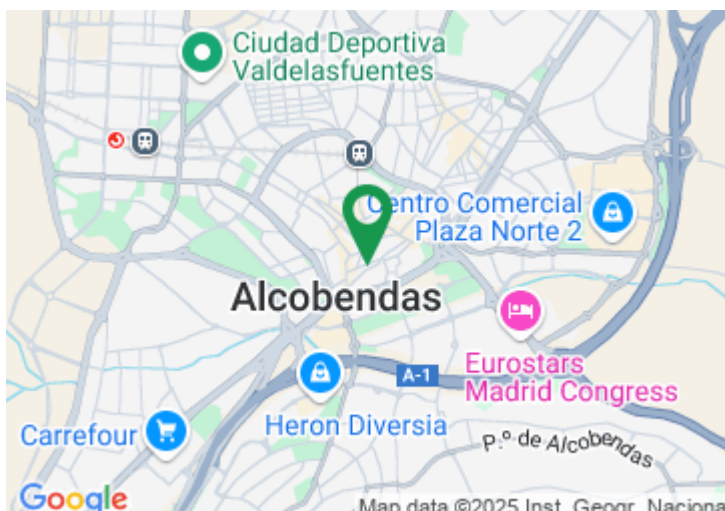 Ciudad Deportiva
Valdelasfuentes
Centro Comercial
Plaza Norte 2
Alcobendas
Eurostars
Madrid Congress
A-1
Heron Diversia
Carrefour
P.º de Alcobendas
Google
Map data ©2025 Inst. Geogr. Naciona